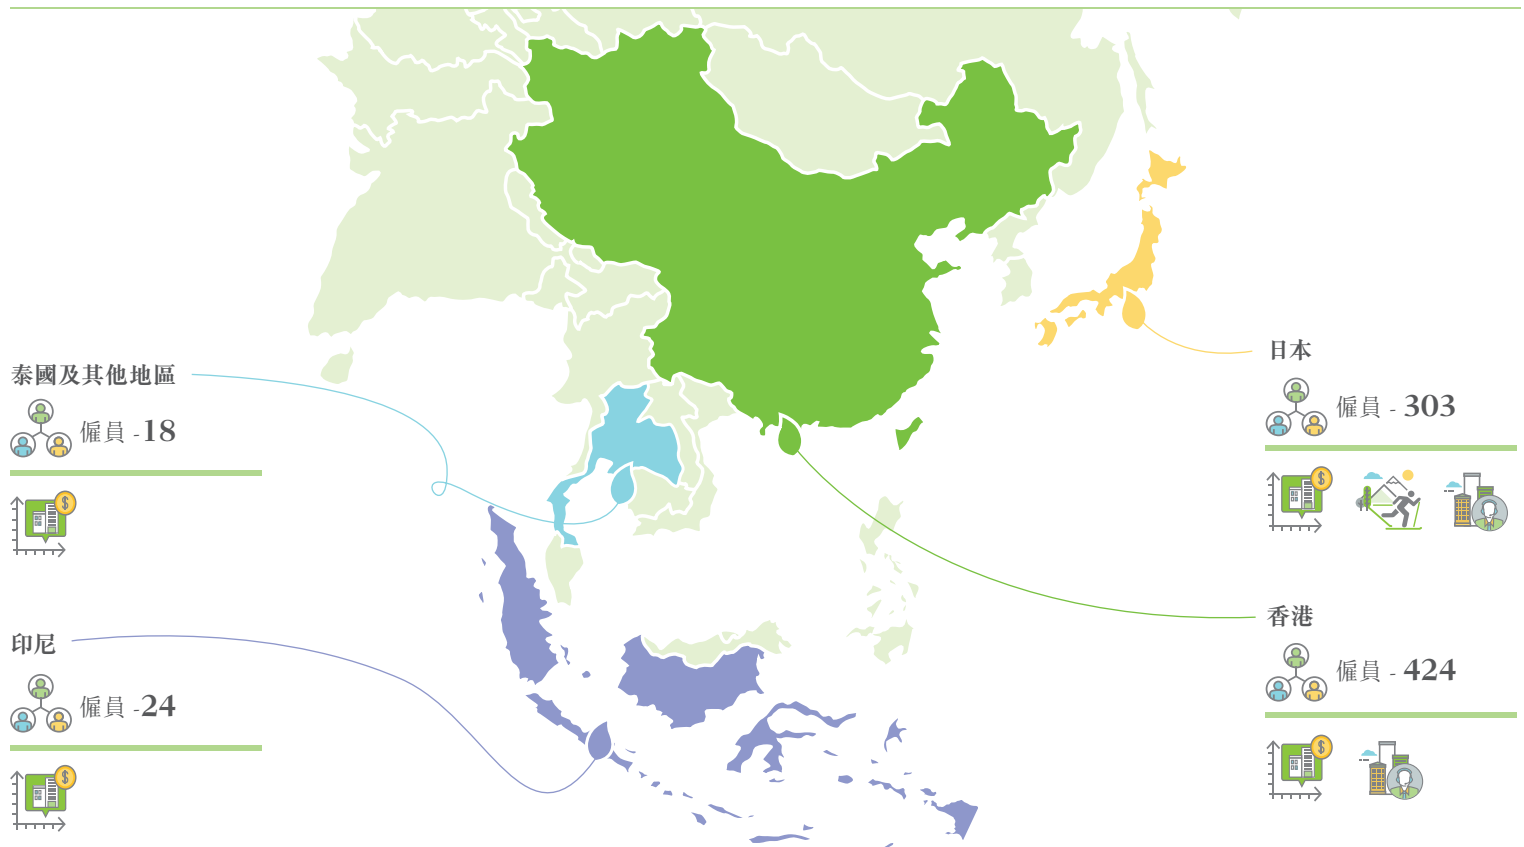 日本
僱員 - 303
泰國及其他地區
僱員 -18
香港
僱員 - 424
印尼
僱員 -24